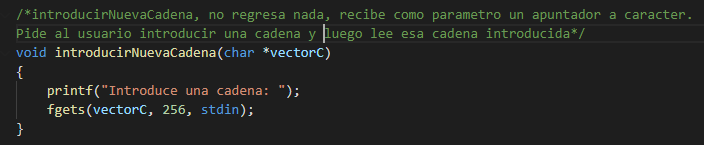 /*introducirNuevaCadena, no regresa nada, recibe como parametro un apuntador a caracter.
Pide al usuario introducir una cadena y luego lee esa cadena introducida*/
void introducirNuevaCadena(char *vectorC)
{
    printf("Introduce una cadena: ");
    fgets(vectorC, 256, stdin);
}